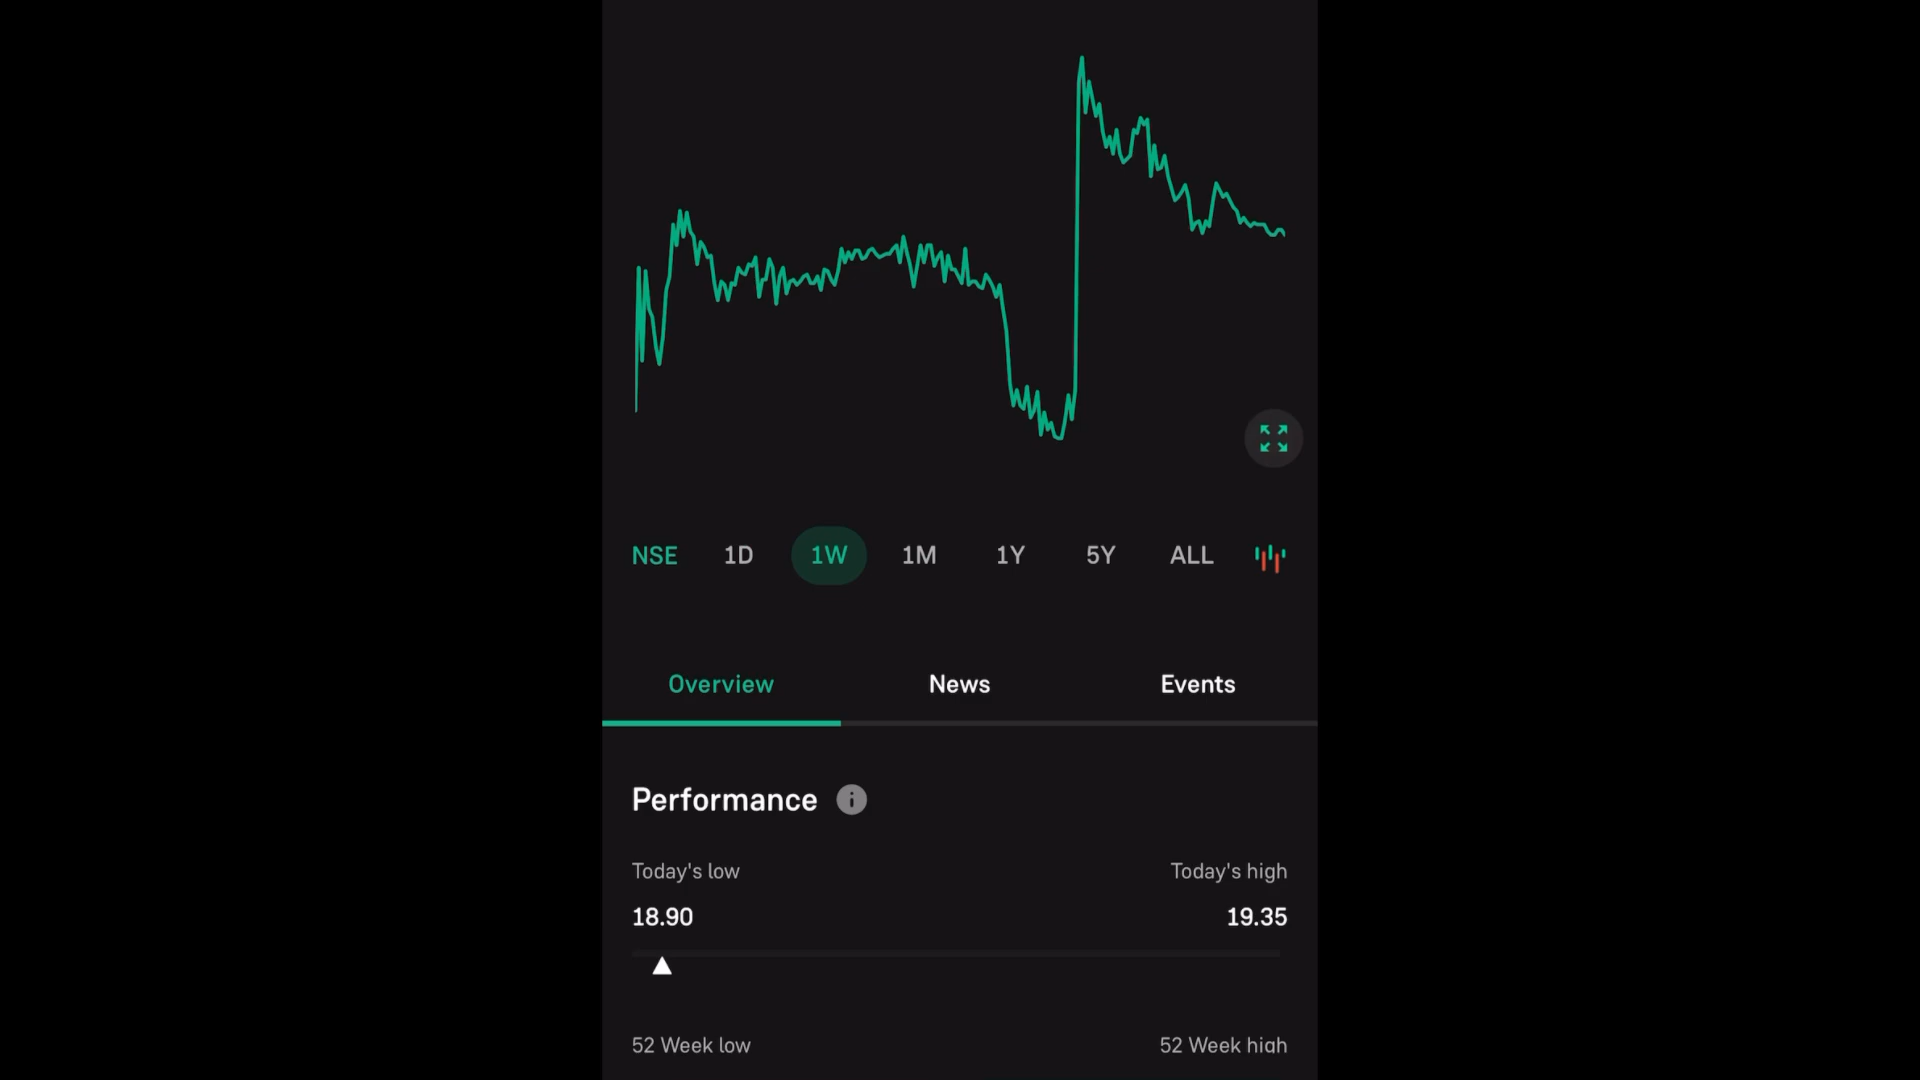 NSE 1D 1W 1M 1Y 5Y ALL
Overview News Events
Performance
Today's low Today's high
18.90 19.35
52 Week low 52 Week high